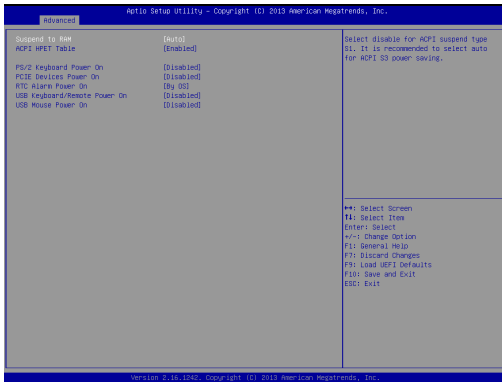 Aptio Setup Utility – Copyright (C) 2013 American Megatrends, Inc.
Advanced
Suspend to RAM [Auto]
ACPI HPET Table [Enabled]
PS/2 Keyboard Power On [Disabled]
PCIE Devices Power On [Disabled]
RTC Alarm Power On [By OS]
USB Keyboard/Remote Power On [Disabled]
USB Mouse Power On [Disabled]
Select disable for ACPI suspend type
S1. It is recommended to select auto
for ACPI S3 power saving.
↔: Select Screen
↑↓: Select Item
Enter: Select
+/-: Change Option
F1: General Help
F7: Discard Changes
F9: Load UEFI Defaults
F10: Save and Exit
ESC: Exit
Version 2.16.1242. Copyright (C) 2013 American Megatrends, Inc.